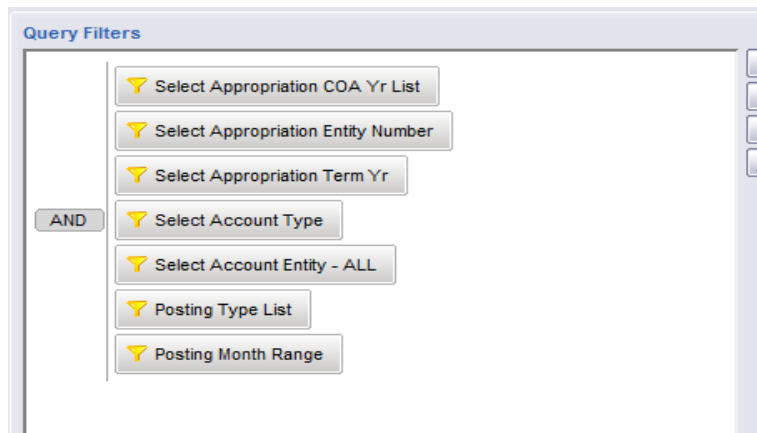 Query Filters
Select Appropriation COA Yr List
Select Appropriation Entity Number
Select Appropriation Term Yr
AND
Select Account Type
Select Account Entity - ALL
Posting Type List
Posting Month Range